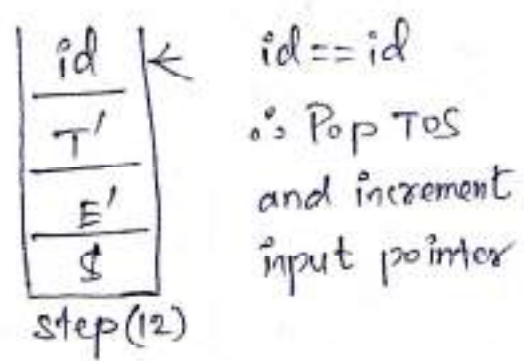 id
T'
E'
$
step(12)
id == id
∴ Pop TOS
and increment
input pointer